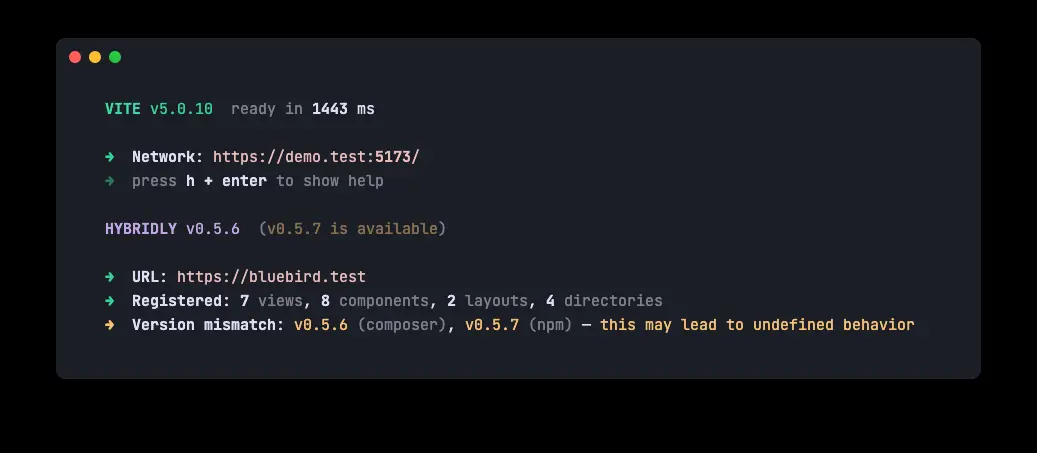 VITE v5.0.10  ready in 1443 ms
➜  Network: https://demo.test:5173/
➜  press h + enter to show help
HYBRIDLY v0.5.6  (v0.5.7 is available)
➜  URL: https://bluebird.test
➜  Registered: 7 views, 8 components, 2 layouts, 4 directories
➜  Version mismatch: v0.5.6 (composer), v0.5.7 (npm) — this may lead to undefined behavior